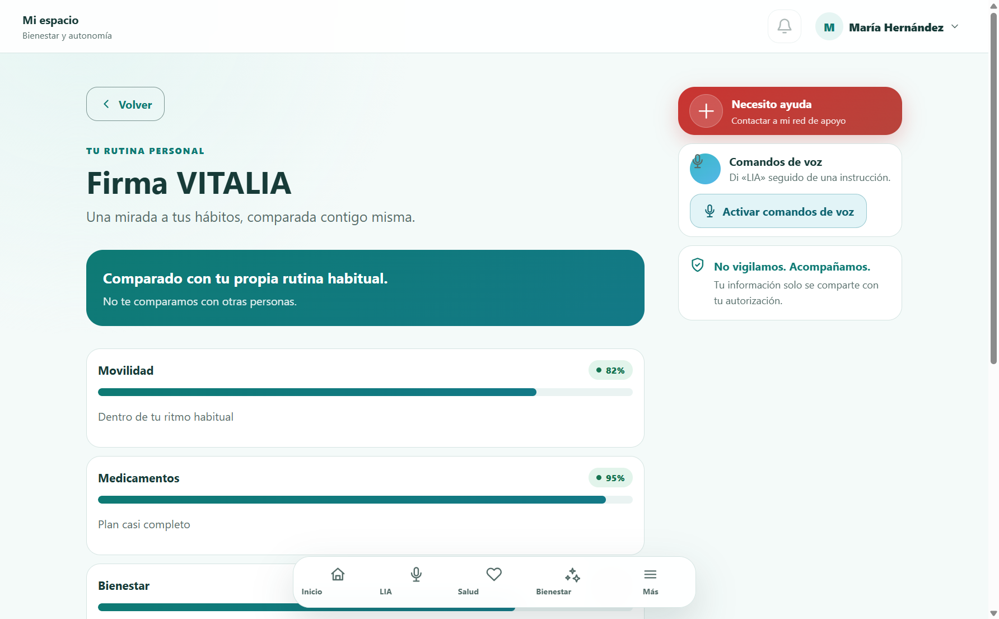 Mi espacio
Bienestar y autonomía
M
María Hernández
Volver
TU RUTINA PERSONAL
Firma VITALIA
Una mirada a tus hábitos, comparada contigo misma.
Comparado con tu propia rutina habitual.
No te comparamos con otras personas.
Movilidad
82%
Dentro de tu ritmo habitual
Medicamentos
95%
Plan casi completo
Bienestar
Necesito ayuda
Contactar a mi red de apoyo
Comandos de voz
Di «LIA» seguido de una instrucción.
Activar comandos de voz
No vigilamos. Acompañamos.
Tu información solo se comparte con
tu autorización.
Inicio
LIA
Salud
Bienestar
Más